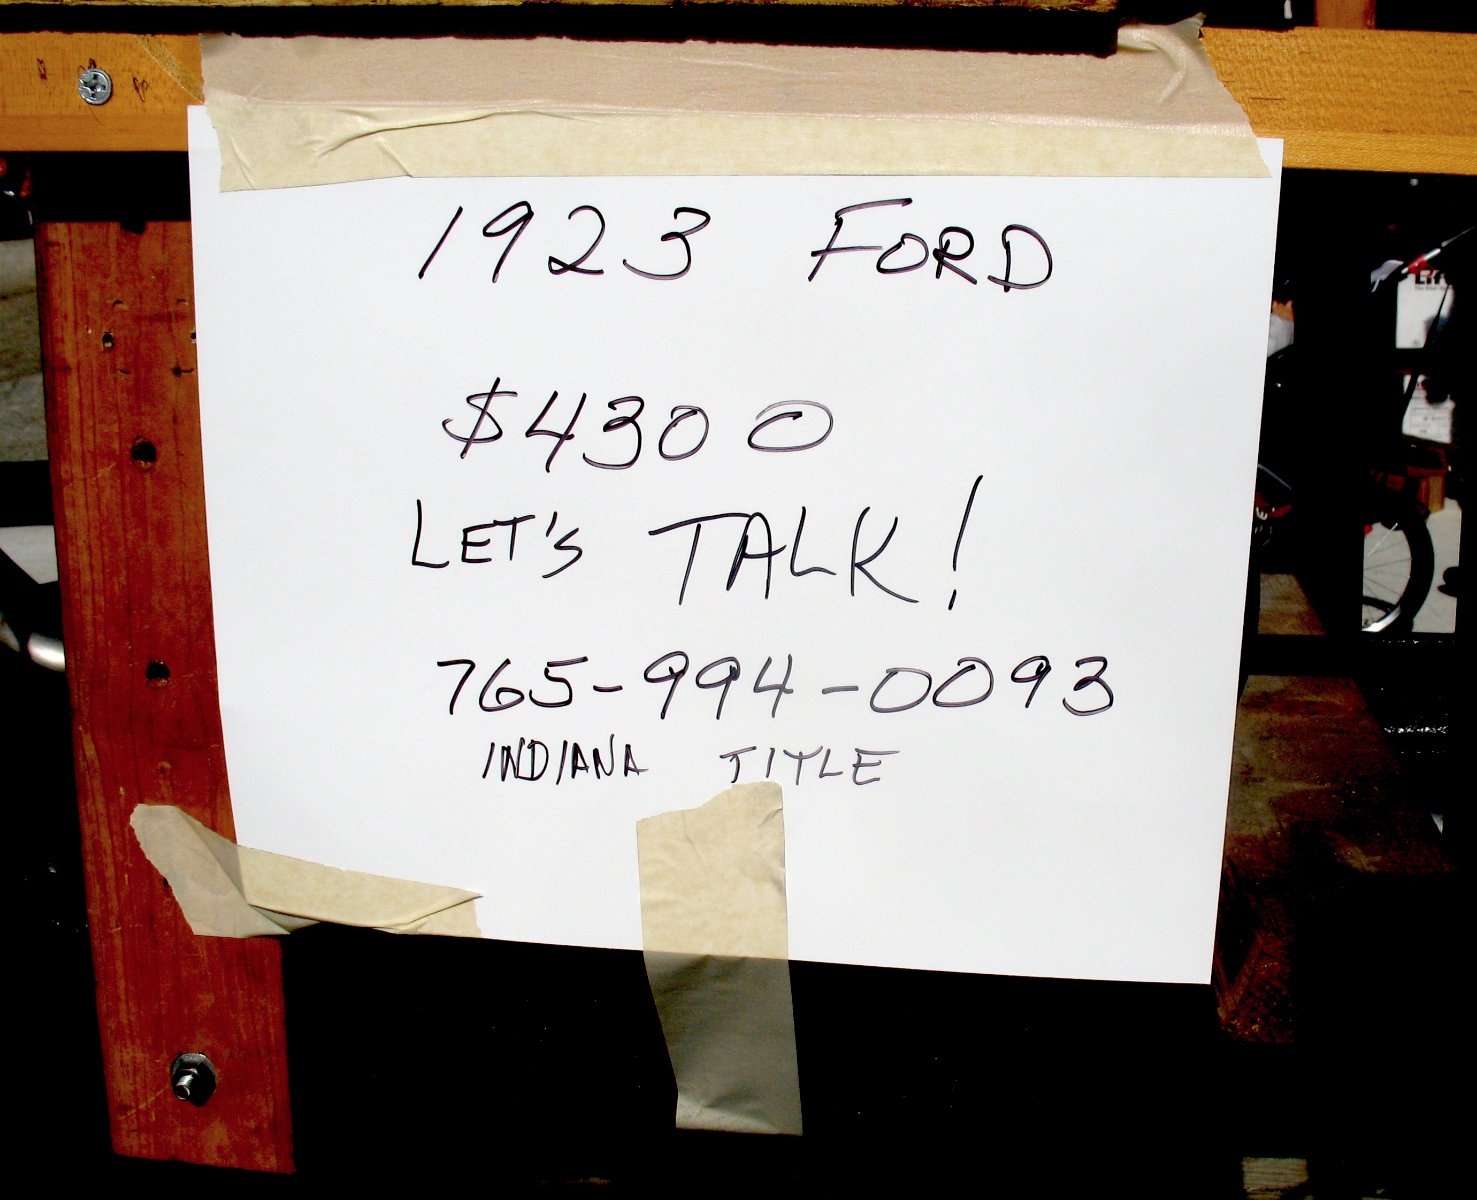 1923 FORD
$4300
LET'S TALK!
765-994-0093
INDIANA TITLE